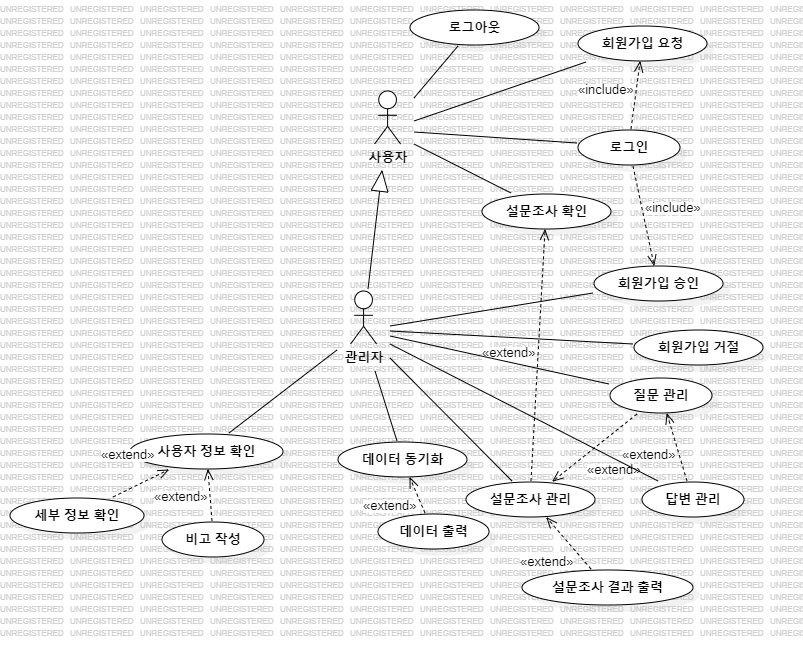 로그아웃
회원가입 요청
«include»
로그인
사용자
«include»
설문조사 확인
회원가입 승인
관리자
«extend»
회원가입 거절
질문 관리
«extend»
사용자 정보 확인
데이터 동기화
«extend»
«extend»
«extend»
설문조사 관리
답변 관리
«extend»
세부 정보 확인
비고 작성
데이터 출력
«extend»
설문조사 결과 출력
UNREGISTERED